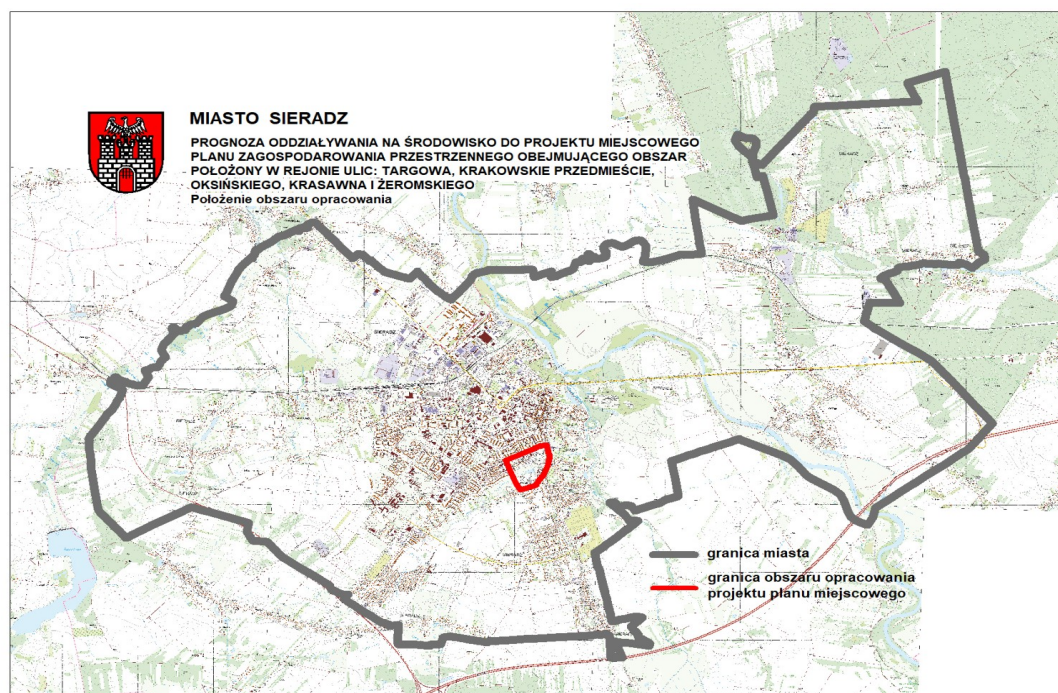 MIASTO SIERADZ
PROGNOZA ODDZIAŁYWANIA NA ŚRODOWISKO DO PROJEKTU MIEJSCOWEGO
PLANU ZAGOSPODAROWANIA PRZESTRZENNEGO OBEJMUJĄCEGO OBSZAR
POŁOŻONY W REJONIE ULIC: TARGOWA, KRAKOWSKIE PRZEDMIEŚCIE,
OKSIŃSKIEGO, KRASAWNA I ŻEROMSKIEGO
Położenie obszaru opracowania
SIERADZ
granica miasta
granica obszaru opracowania
projektu planu miejscowego